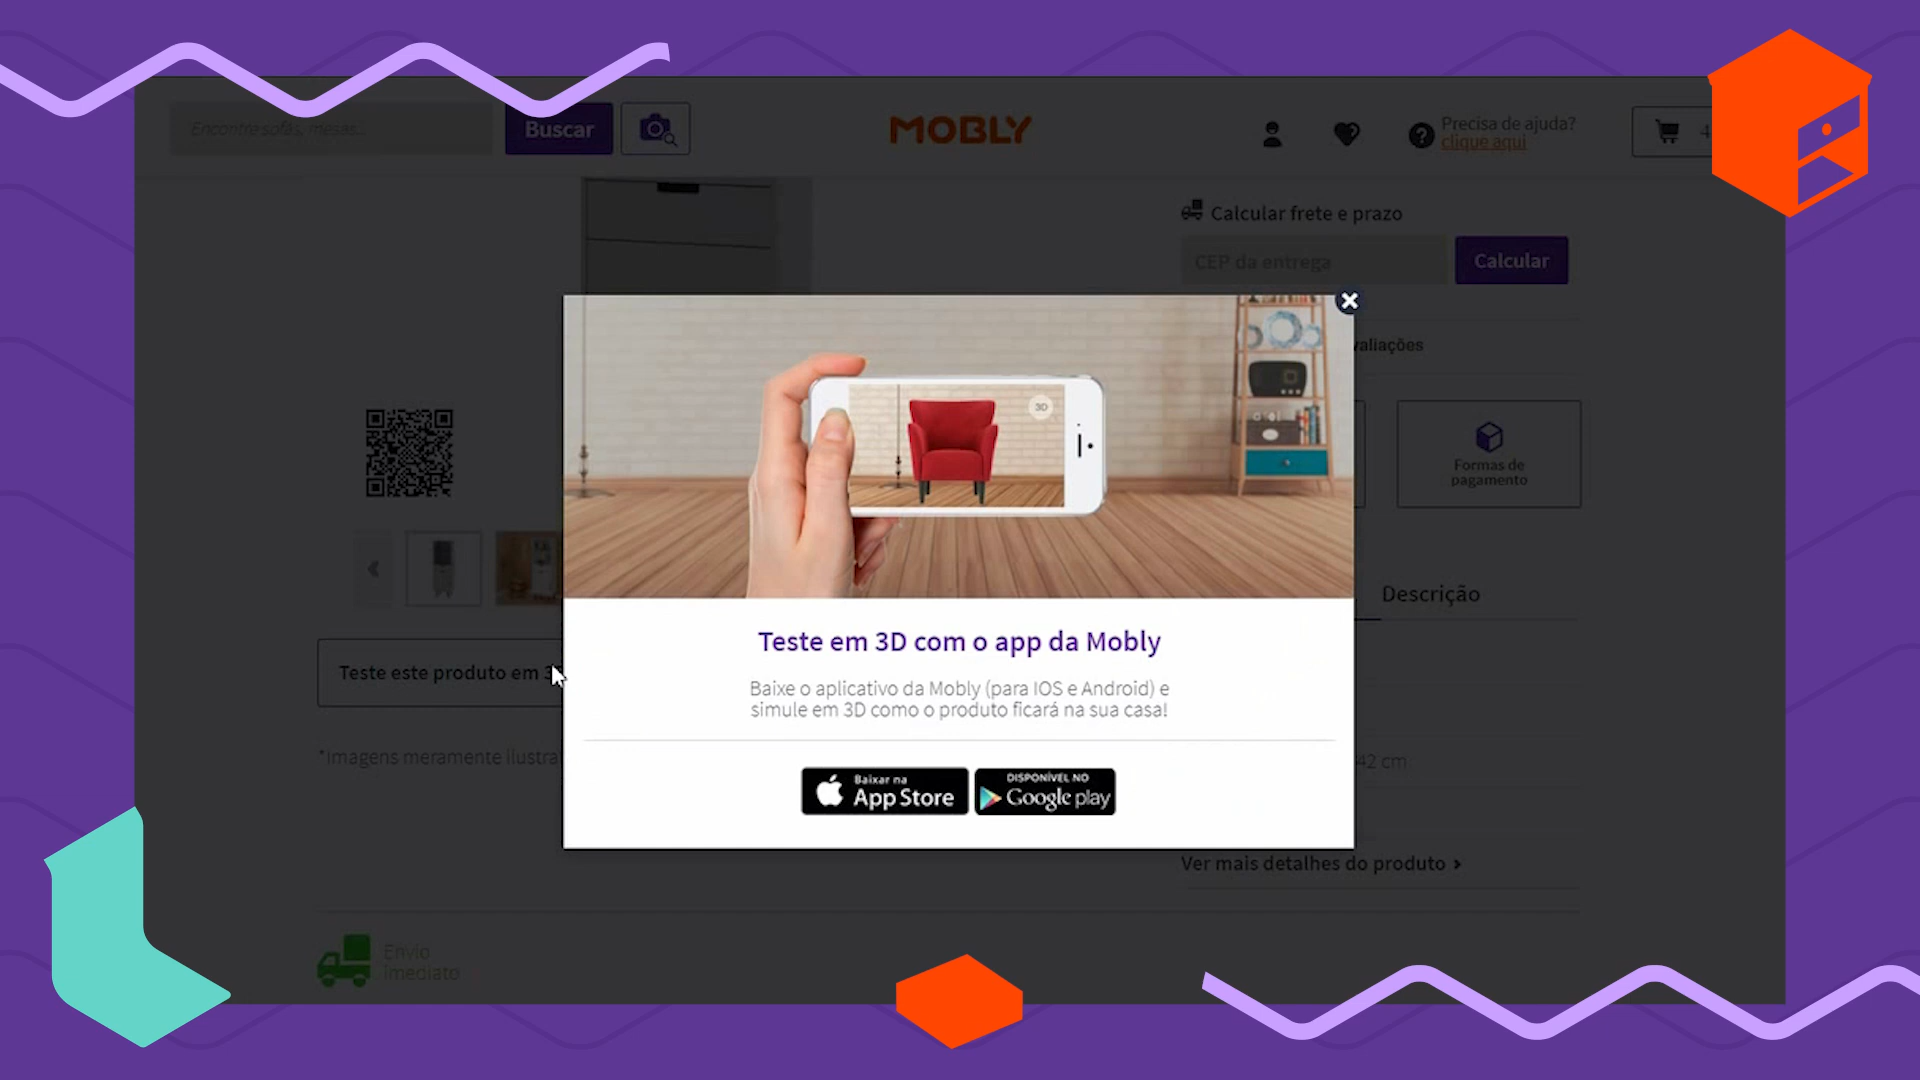 Encontre sofás, mesas...
Buscar
MOBLY
Precisa de ajuda?
clique aqui
4
Calcular frete e prazo
CEP da entrega
Calcular
valiações
3D
Formas de
pagamento
Descrição
Teste este produto em 3
Teste em 3D com o app da Mobly
Baixe o aplicativo da Mobly (para IOS e Android) e
simule em 3D como o produto ficará na sua casa!
*Imagens meramente ilustra
42 cm
Baixar na
App Store
DISPONÍVEL NO
Google play
Ver mais detalhes do produto
Envio
Imediato